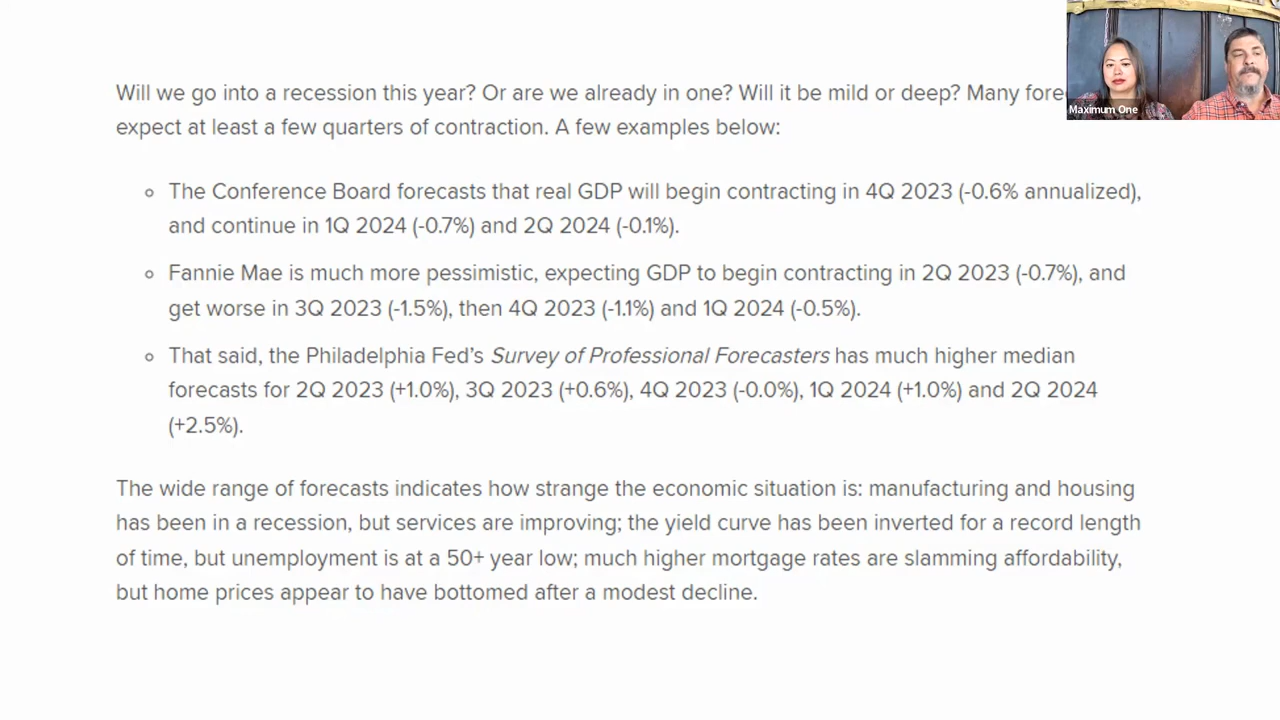 Will we go into a recession this year? Or are we already in one? Will it be mild or deep? Many
expect at least a few quarters of contraction. A few examples below:
The Conference Board forecasts that real GDP will begin contracting in 4Q 2023 (-0.6% annualized),
and continue in 1Q 2024 (-0.7%) and 2Q 2024 (-0.1%).
Fannie Mae is much more pessimistic, expecting GDP to begin contracting in 2Q 2023 (-0.7%), and
get worse in 3Q 2023 (-1.5%), then 4Q 2023 (-1.1%) and 1Q 2024 (-0.5%).
That said, the Philadelphia Fed’s Survey of Professional Forecasters has much higher median
forecasts for 2Q 2023 (+1.0%), 3Q 2023 (+0.6%), 4Q 2023 (-0.0%), 1Q 2024 (+1.0%) and 2Q 2024
(+2.5%).
The wide range of forecasts indicates how strange the economic situation is: manufacturing and housing
has been in a recession, but services are improving; the yield curve has been inverted for a record length
of time, but unemployment is at a 50+ year low; much higher mortgage rates are slamming affordability,
but home prices appear to have bottomed after a modest decline.
Maximum One